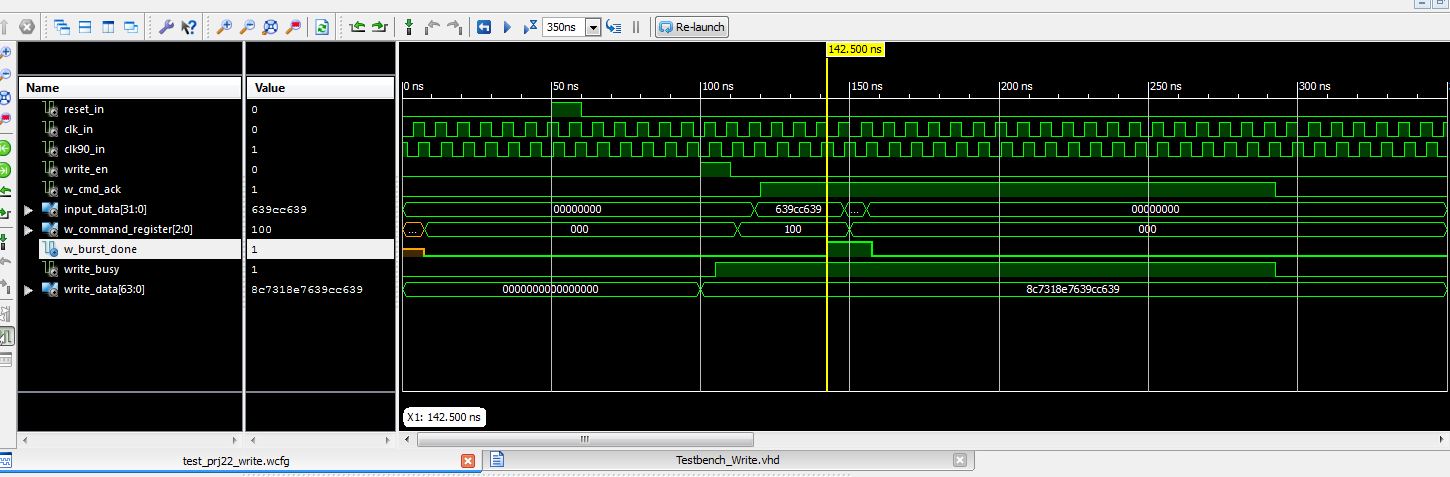 350ns Re-launch
142.500 ns
Name Value
0 ns 50 ns 100 ns 150 ns 200 ns 250 ns 300 ns
reset_in 0
clk_in 0
clk90_in 1
write_en 0
w_cmd_ack 1
input_data[31:0] 639cc639 00000000 639cc639 ... 00000000
w_command_register[2:0] 100 ... 000 100 000
w_burst_done 1
write_busy 1
write_data[63:0] 8c7318e7639cc639 0000000000000000 8c7318e7639cc639
X1: 142.500 ns
test_prj22_write.wcfg Testbench_Write.vhd